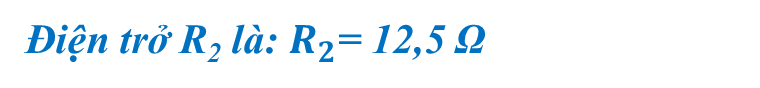 Điện trở R₂ là: R₂= 12,5 Ω